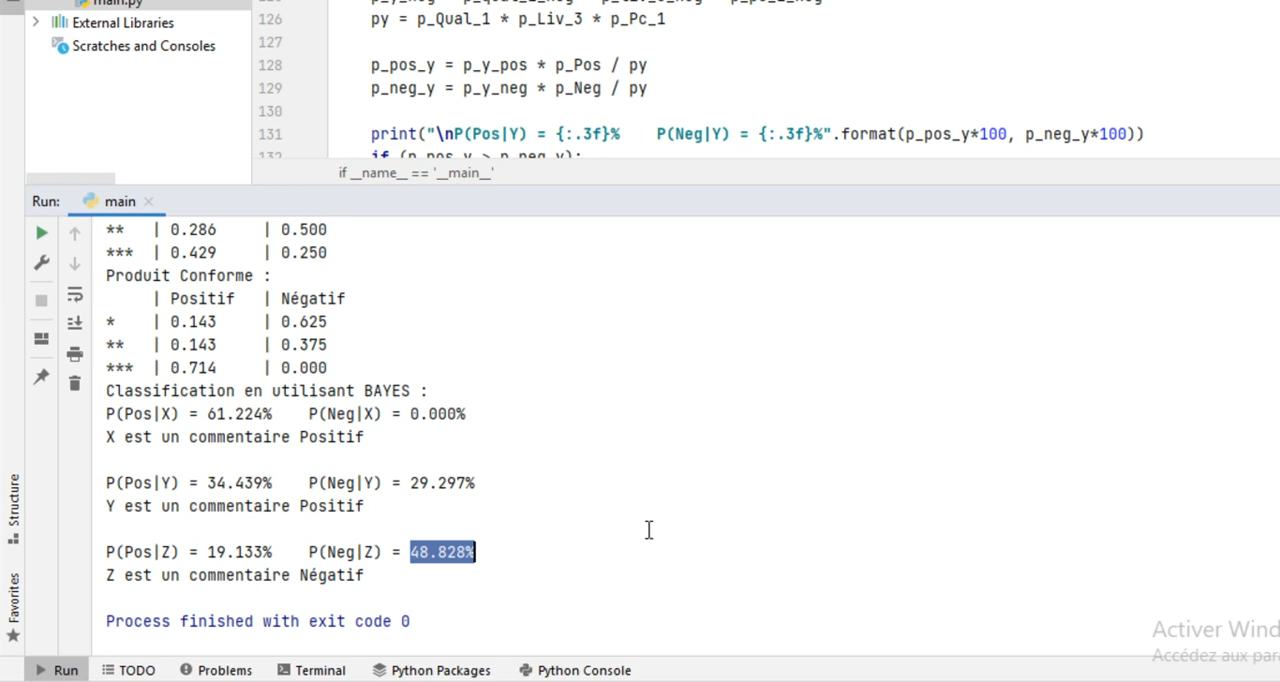 main.py
External Libraries
Scratches and Consoles
126 py = p_Qual_1 * p_Liv_3 * p_Pc_1
127
128 p_pos_y = p_y_pos * p_Pos / py
129 p_neg_y = p_y_neg * p_Neg / py
130
131 print("\nP(Pos|Y) = {:.3f}%    P(Neg|Y) = {:.3f}%".format(p_pos_y*100, p_neg_y*100))
132 if (p_pos_y > p_neg_y):
if __name__ == '__main__'
Run: main
** | 0.286 | 0.500
*** | 0.429 | 0.250
Produit Conforme :
| Positif | Négatif
* | 0.143 | 0.625
** | 0.143 | 0.375
*** | 0.714 | 0.000
Classification en utilisant BAYES :
P(Pos|X) = 61.224%    P(Neg|X) = 0.000%
X est un commentaire Positif
P(Pos|Y) = 34.439%    P(Neg|Y) = 29.297%
Y est un commentaire Positif
P(Pos|Z) = 19.133%    P(Neg|Z) = 48.828%
Z est un commentaire Négatif
Process finished with exit code 0
Structure
Favorites
Activer Wind
Accédez aux para
Run TODO Problems Terminal Python Packages Python Console